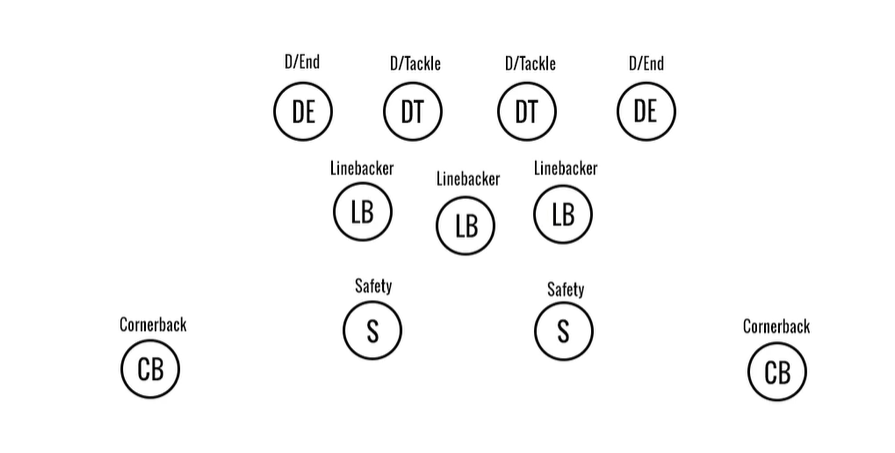 D/End D/Tackle D/Tackle D/End
DE DT DT DE
Linebacker Linebacker Linebacker
LB LB LB
Safety Safety
S S
Cornerback Cornerback
CB CB